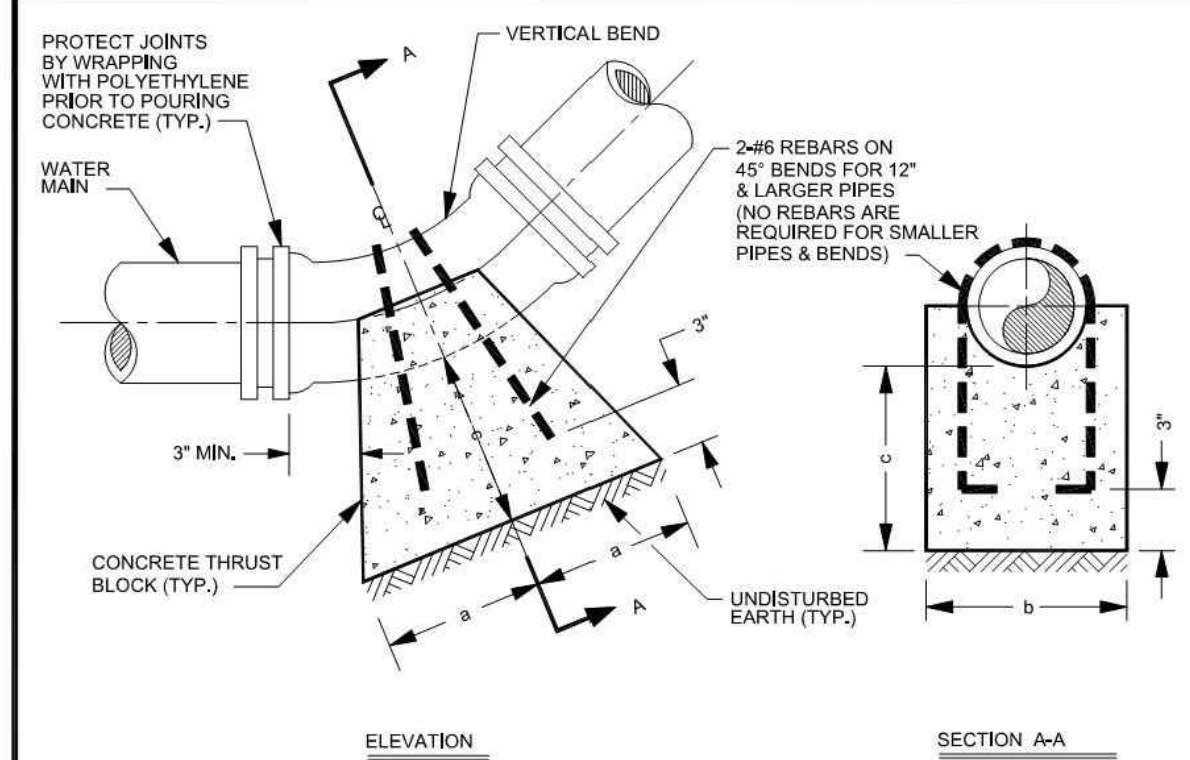 PROTECT JOINTS
BY WRAPPING
WITH POLYETHYLENE
PRIOR TO POURING
CONCRETE (TYP.)
WATER
MAIN
A
VERTICAL BEND
℄
2-#6 REBARS ON
45° BENDS FOR 12"
& LARGER PIPES
(NO REBARS ARE
REQUIRED FOR SMALLER
PIPES & BENDS)
3"
3" MIN.
c
CONCRETE THRUST
BLOCK (TYP.)
a
a
A
UNDISTURBED
EARTH (TYP.)
c
3"
b
ELEVATION
SECTION A-A